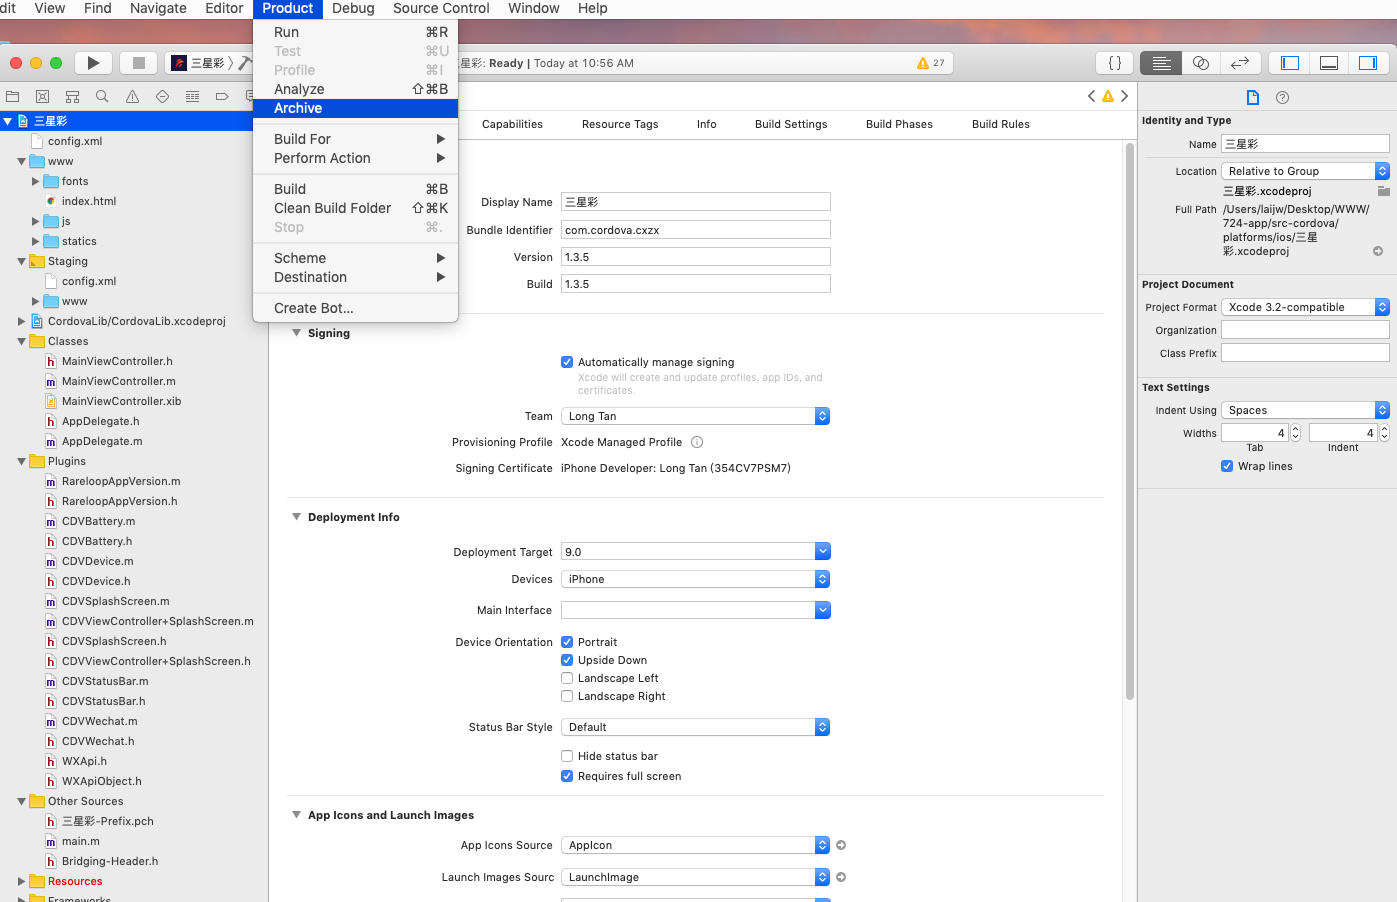 dit View Find Navigate Editor Product Debug Source Control Window Help
Run ⌘R
Test ⌘U
Profile ⌘I
Analyze ⇧⌘B
Archive
Build For
Perform Action
Build ⌘B
Clean Build Folder ⇧⌘K
Stop ⌘.
Scheme
Destination
Create Bot...
三星彩
三星彩: Ready | Today at 10:56 AM
27
三星彩
config.xml
www
fonts
index.html
js
statics
Staging
config.xml
www
CordovaLib/CordovaLib.xcodeproj
Classes
MainViewController.h
MainViewController.m
MainViewController.xib
AppDelegate.h
AppDelegate.m
Plugins
RareloopAppVersion.m
RareloopAppVersion.h
CDVBattery.m
CDVBattery.h
CDVDevice.m
CDVDevice.h
CDVSplashScreen.m
CDVViewController+SplashScreen.m
CDVSplashScreen.h
CDVViewController+SplashScreen.h
CDVStatusBar.m
CDVStatusBar.h
CDVWechat.m
CDVWechat.h
WXApi.h
WXApiObject.h
Other Sources
三星彩-Prefix.pch
main.m
Bridging-Header.h
Resources
Frameworks
Capabilities Resource Tags Info Build Settings Build Phases Build Rules
Display Name 三星彩
Bundle Identifier com.cordova.cxzx
Version 1.3.5
Build 1.3.5
Signing
Automatically manage signing
Xcode will create and update profiles, app IDs, and
certificates.
Team Long Tan
Provisioning Profile Xcode Managed Profile
Signing Certificate iPhone Developer: Long Tan (354CV7PSM7)
Deployment Info
Deployment Target 9.0
Devices iPhone
Main Interface
Device Orientation Portrait
Upside Down
Landscape Left
Landscape Right
Status Bar Style Default
Hide status bar
Requires full screen
App Icons and Launch Images
App Icons Source AppIcon
Launch Images Sourc LaunchImage
Identity and Type
Name 三星彩
Location Relative to Group
三星彩.xcodeproj
Full Path /Users/laijw/Desktop/WWW/
724-app/src-cordova/
platforms/ios/三星
彩.xcodeproj
Project Document
Project Format Xcode 3.2-compatible
Organization
Class Prefix
Text Settings
Indent Using Spaces
Widths 4 4
Tab Indent
Wrap lines